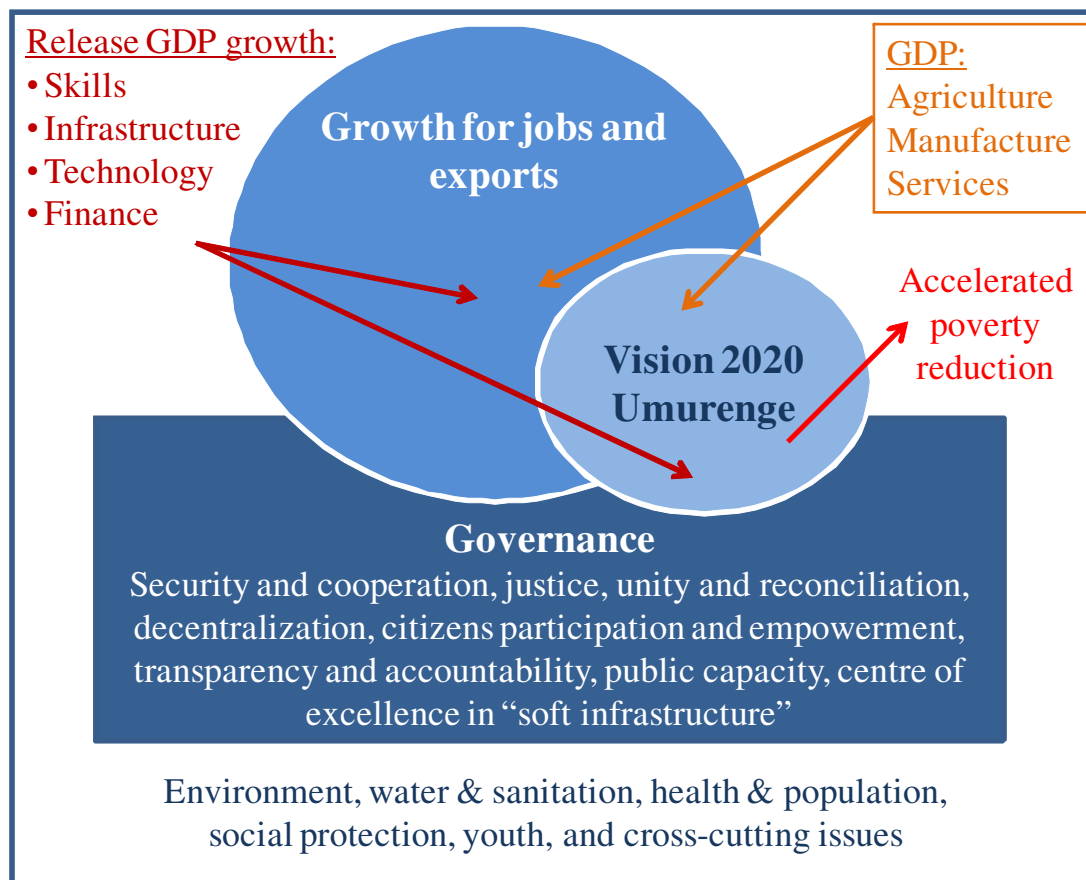 Release GDP growth:
• Skills
• Infrastructure
• Technology
• Finance
Growth for jobs and
exports
GDP:
Agriculture
Manufacture
Services
Accelerated
poverty
reduction
Vision 2020
Umurenge
Governance
Security and cooperation, justice, unity and reconciliation,
decentralization, citizens participation and empowerment,
transparency and accountability, public capacity, centre of
excellence in “soft infrastructure”
Environment, water & sanitation, health & population,
social protection, youth, and cross-cutting issues